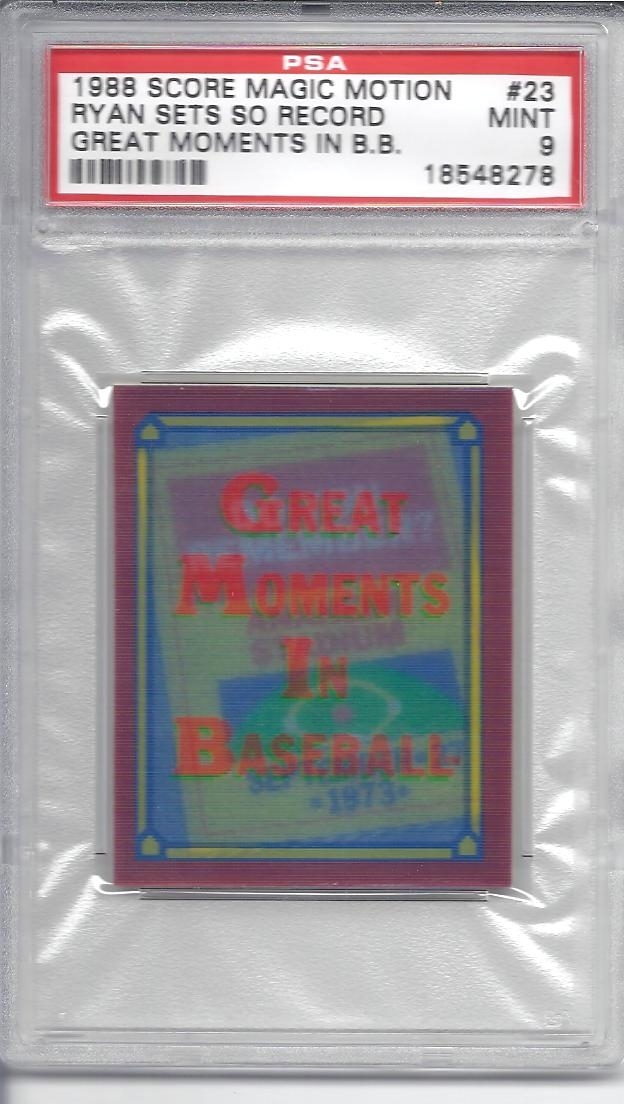 PSA
1988 SCORE MAGIC MOTION #23
RYAN SETS SO RECORD MINT
GREAT MOMENTS IN B.B. 9
18548278
GREAT
MOMENTS
STADIUM
IN
BASEBALL
1973